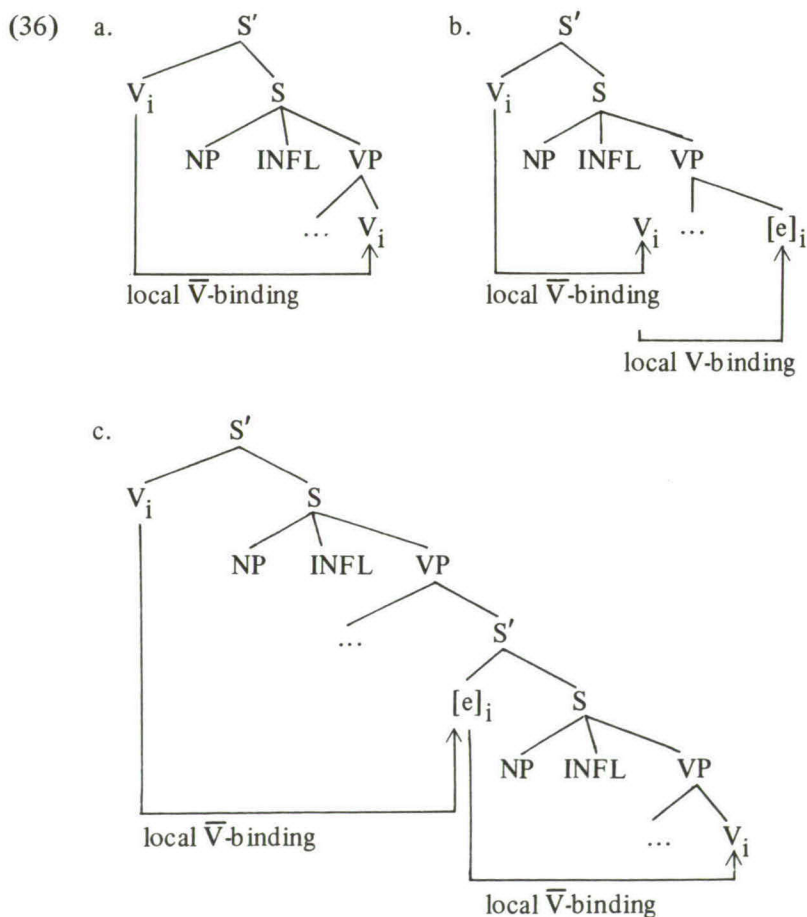 (36) a. S′ b. S′
V_i S V_i S
NP INFL VP NP INFL VP
... V_i V_i ... [e]_i
local V̅-binding local V̅-binding
local V-binding
c. S′
V_i S
NP INFL VP
... S′
[e]_i S
NP INFL VP
local V̅-binding ... V_i
local V̅-binding